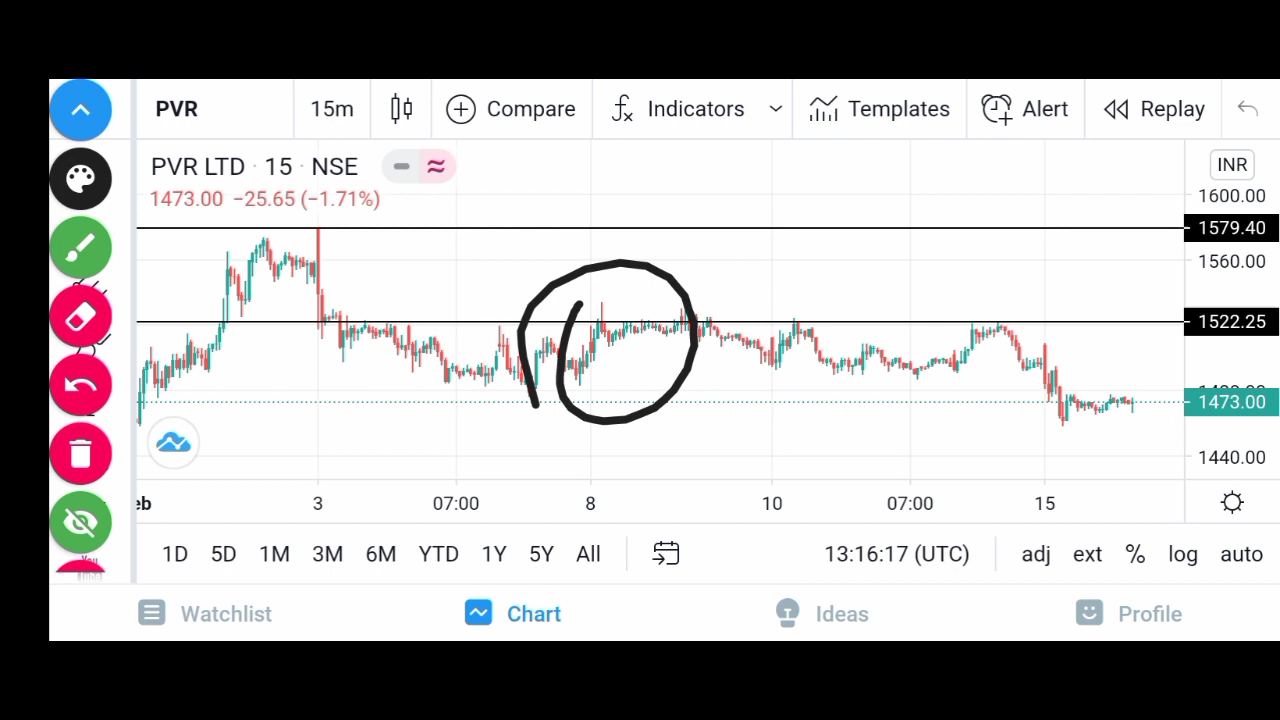 PVR 15m Compare Indicators Templates Alert Replay
PVR LTD · 15 · NSE
1473.00 −25.65 (−1.71%)
INR
1600.00
1579.40
1560.00
1522.25
1473.00
1440.00
eb 3 07:00 8 10 07:00 15
1D 5D 1M 3M 6M YTD 1Y 5Y All 13:16:17 (UTC) adj ext % log auto
You
Tube
Watchlist Chart Ideas Profile